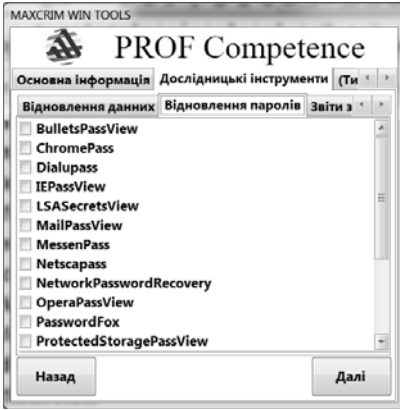 MAXCRIM WIN TOOLS
PROF Competence
Основна інформація Дослідницькі інструменти (Ти
Відновлення данних Відновлення паролів Звіти з
BulletsPassView
ChromePass
Dialupass
IEPassView
LSASecretsView
MailPassView
MessenPass
Netscapass
NetworkPasswordRecovery
OperaPassView
PasswordFox
ProtectedStoragePassView
Назад Далі